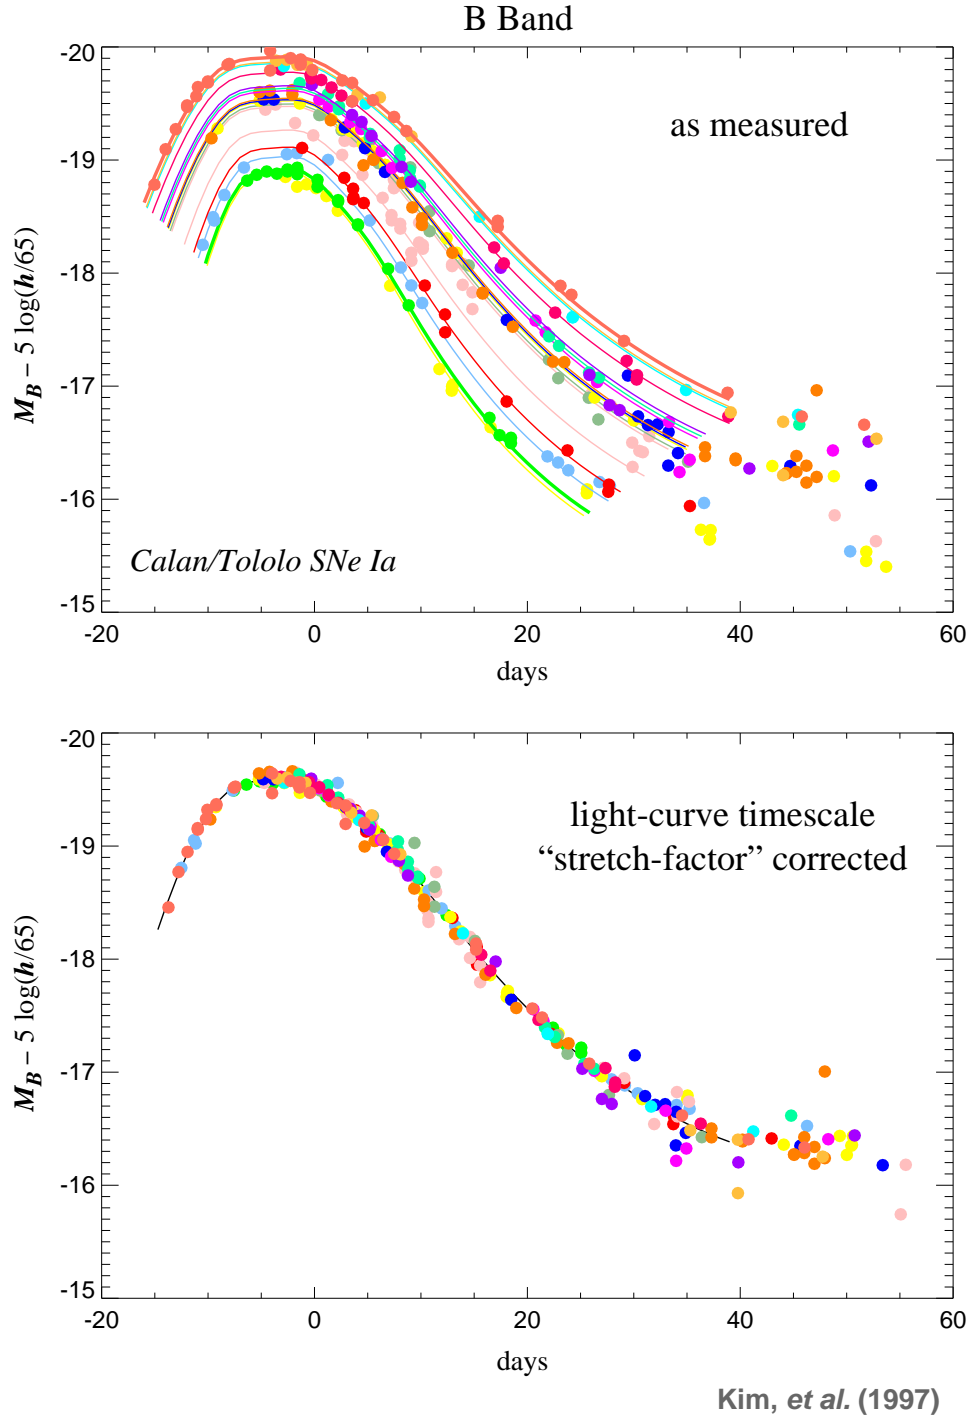 B Band
-20
-19
-18
-17
-16
-15
M_B – 5 log(h/65)
as measured
Calan/Tololo SNe Ia
-20 0 20 40 60
days
-20
-19
-18
-17
-16
-15
M_B – 5 log(h/65)
light-curve timescale
“stretch-factor” corrected
-20 0 20 40 60
days
Kim, et al. (1997)